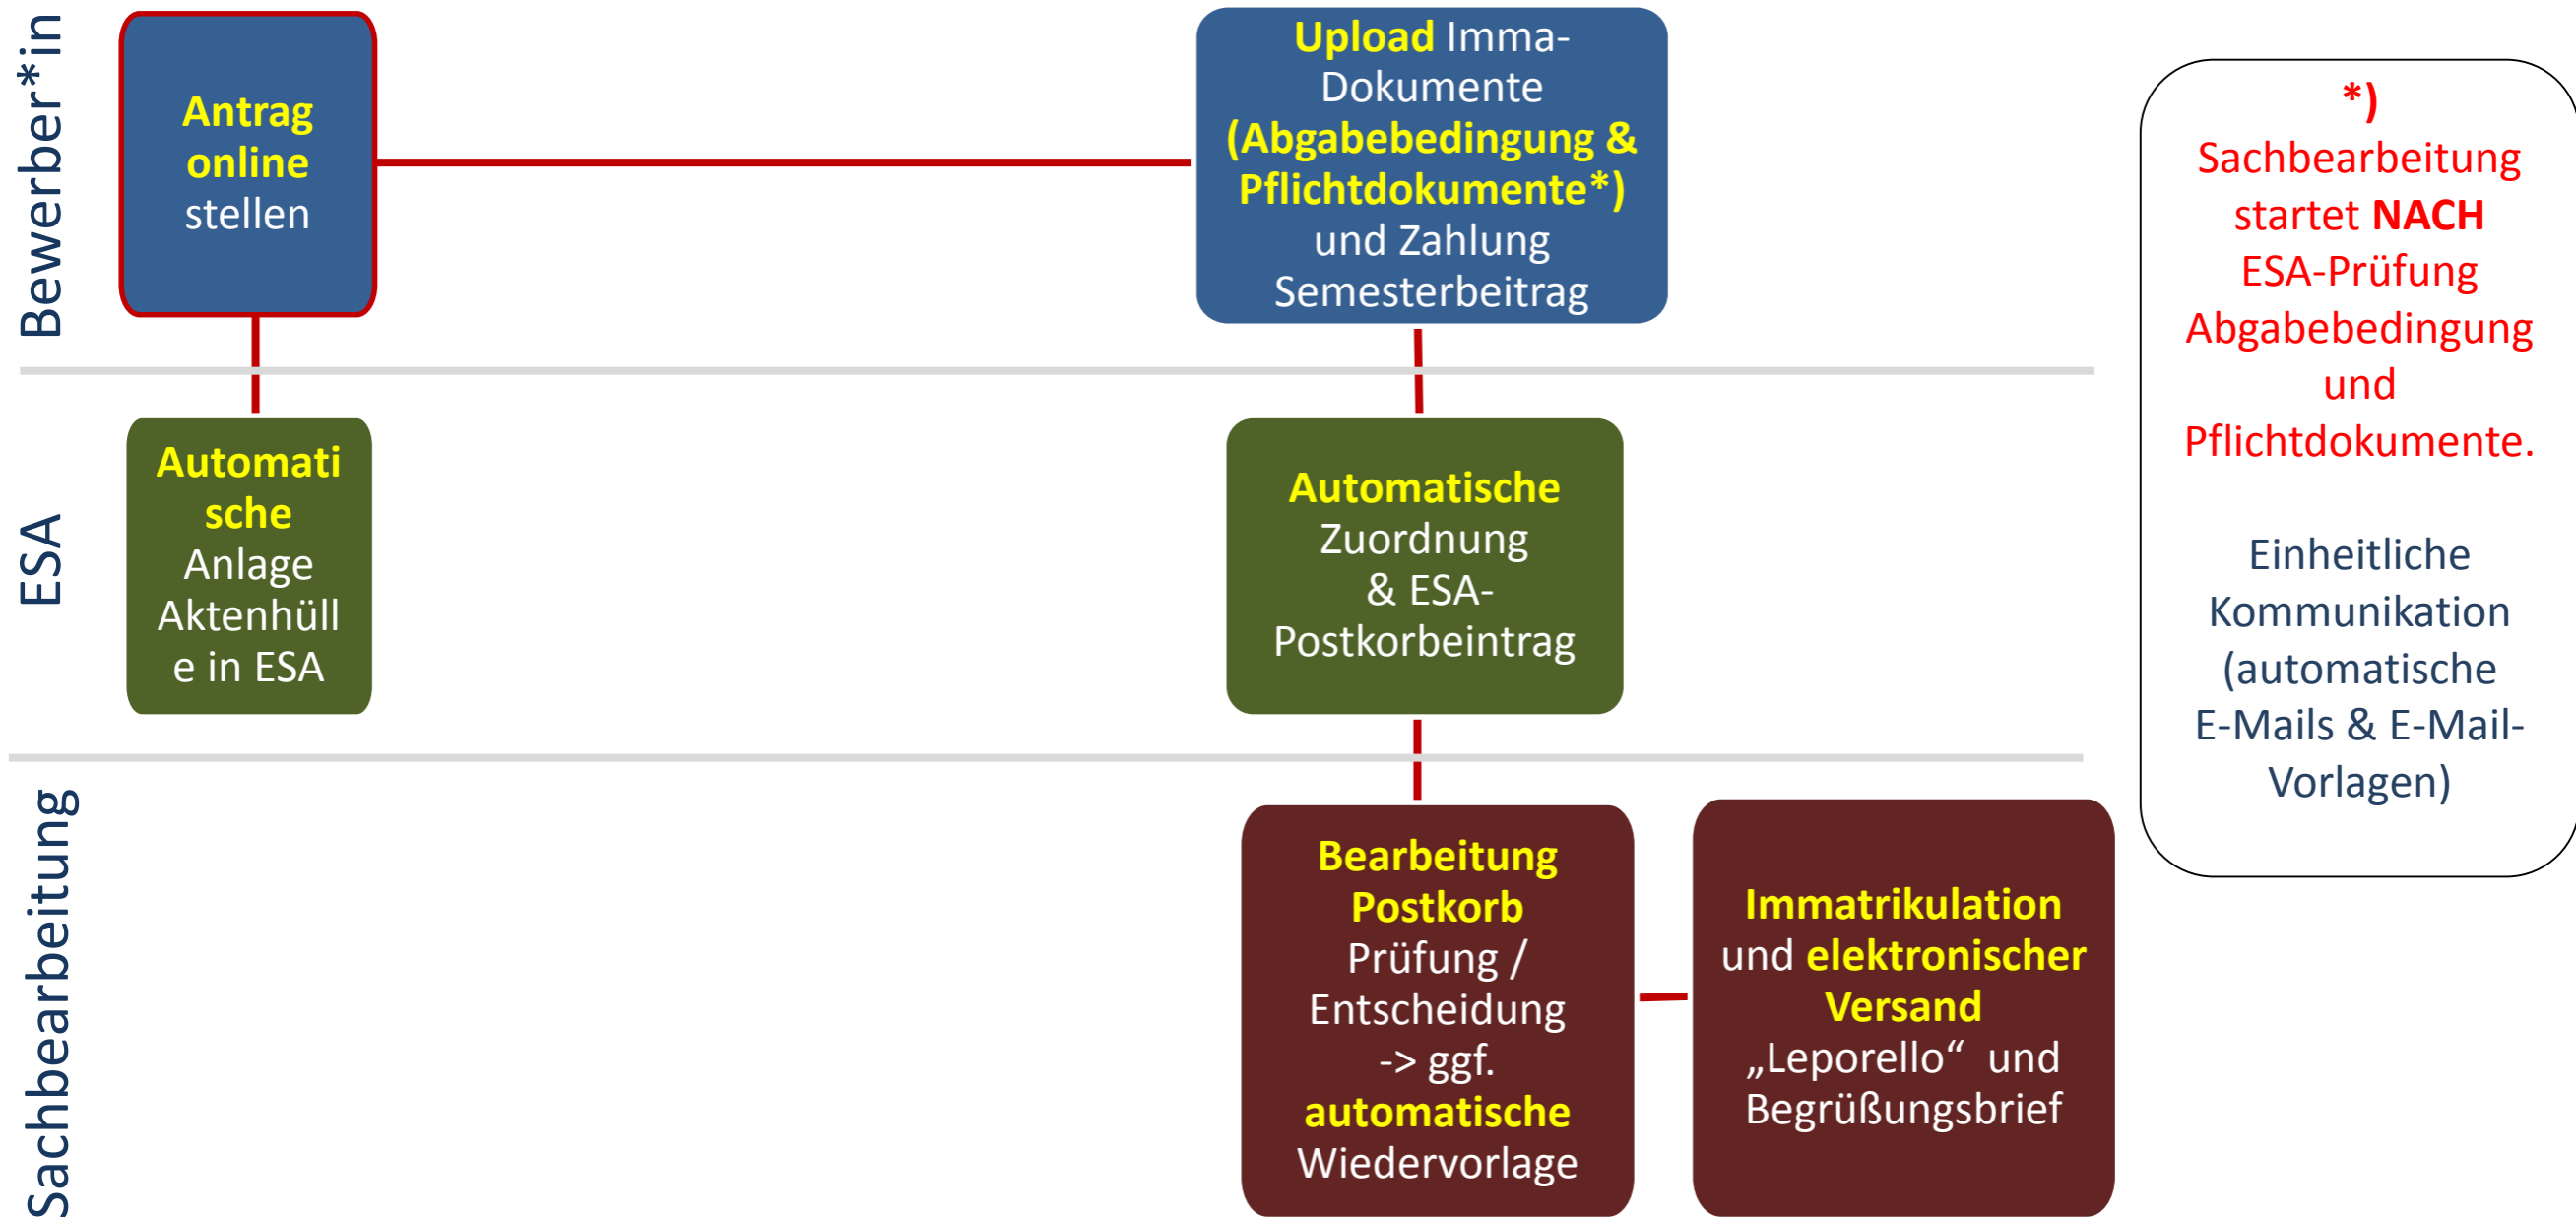 Bewerber*in
Antrag
online
stellen
Upload Imma-
Dokumente
(Abgabebedingung &
Pflichtdokumente*)
und Zahlung
Semesterbeitrag
ESA
Automati
sche
Anlage
Aktenhüll
e in ESA
Automatische
Zuordnung
& ESA-
Postkorbeintrag
Sachbearbeitung
Bearbeitung
Postkorb
Prüfung /
Entscheidung
-> ggf.
automatische
Wiedervorlage
Immatrikulation
und elektronischer
Versand
„Leporello“ und
Begrüßungsbrief
*)
Sachbearbeitung
startet NACH
ESA-Prüfung
Abgabebedingung
und
Pflichtdokumente.
Einheitliche
Kommunikation
(automatische
E-Mails & E-Mail-
Vorlagen)